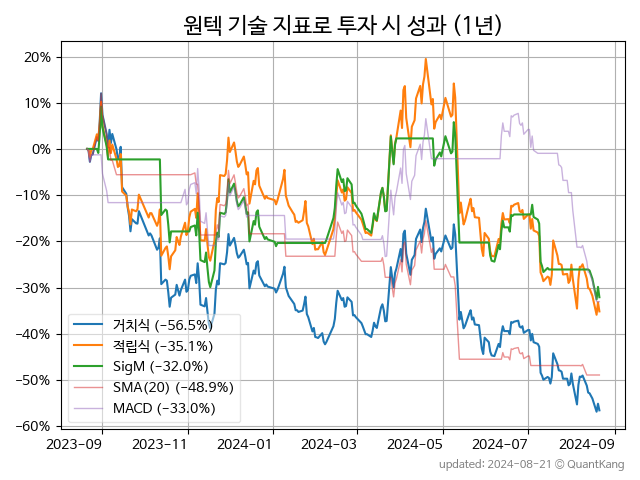 원텍 기술 지표로 투자 시 성과 (1년)
20%
10%
0%
−10%
−20%
−30%
−40%
−50%
−60%
거치식 (−56.5%)
적립식 (−35.1%)
SigM (−32.0%)
SMA(20) (−48.9%)
MACD (−33.0%)
2023-09 2023-11 2024-01 2024-03 2024-05 2024-07 2024-09
updated: 2024-08-21 ⓒ QuantKang